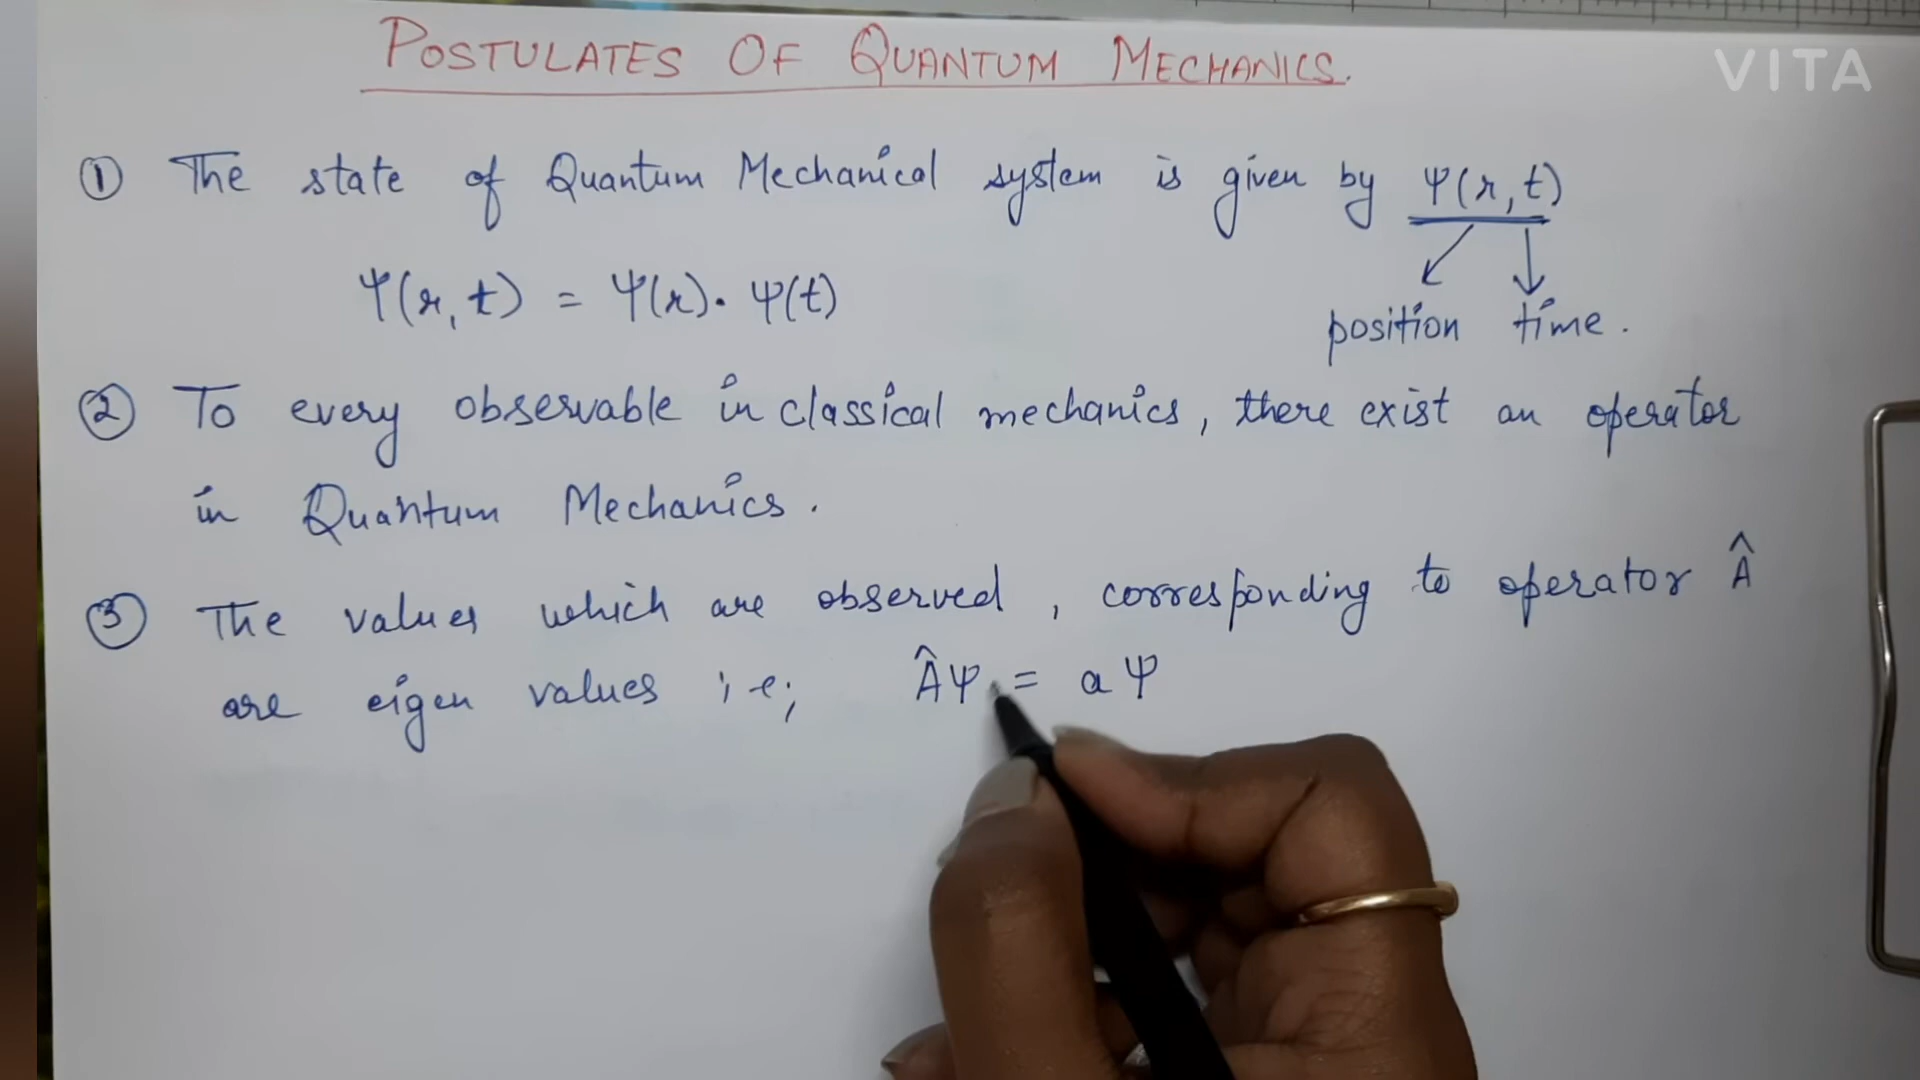 POSTULATES OF QUANTUM MECHANICS.
VITA
① The state of Quantum Mechanical system is given by Ψ(r,t)
Ψ(r,t) = Ψ(r). Ψ(t)
position time.
② To every observable in classical mechanics, there exist an operator
in Quantum Mechanics.
③ The values which are observed, corresponding to operator Â
are eigen values i.e; ÂΨ = aΨ